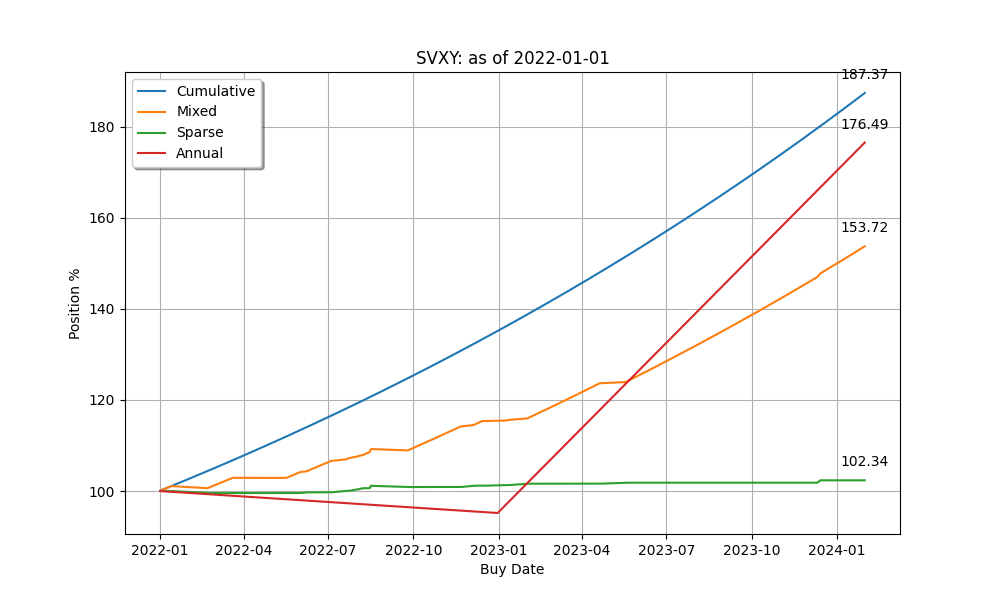 SVXY: as of 2022-01-01
187.37
Cumulative
Mixed
Sparse
Annual
176.49
153.72
102.34
180
160
140
120
100
Position %
2022-01 2022-04 2022-07 2022-10 2023-01 2023-04 2023-07 2023-10 2024-01
Buy Date